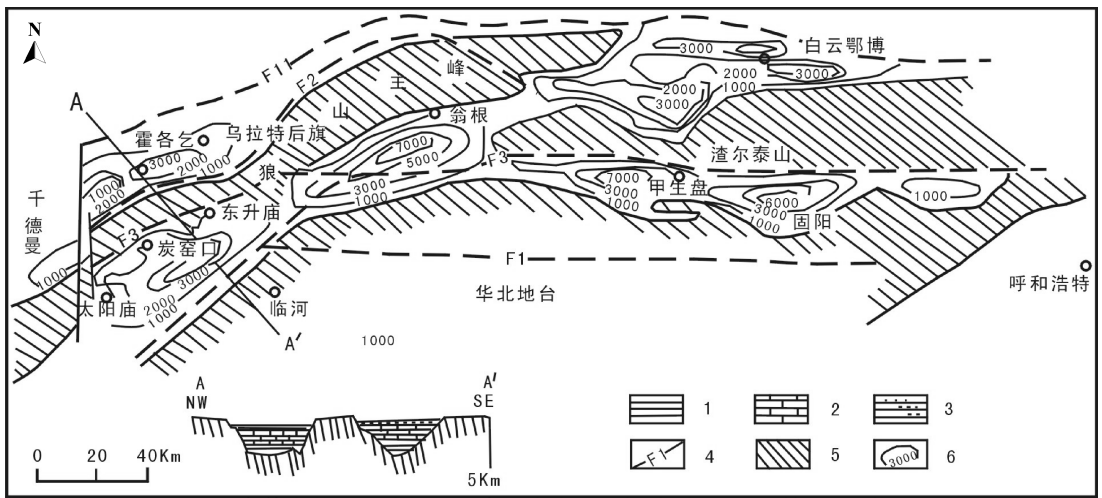 N
F11
F2
A
霍各乞
乌拉特后旗
狼
山
王
峰
翁根
白云鄂博
3000
3000
2000
1000
2000
3000
7000
5000
3000
1000
F3
渣尔泰山
3000
2000
1000
1000
2000
千德曼
东升庙
F3
炭窑口
1000
3000
2000
1000
太阳庙
临河
A'
7000
3000
1000
甲生盘
6000
3000
1000
固阳
1000
F1
华北地台
呼和浩特
1000
A
NW
A'
SE
5Km
0 20 40Km
1
2
3
F1
4
5
3000
6